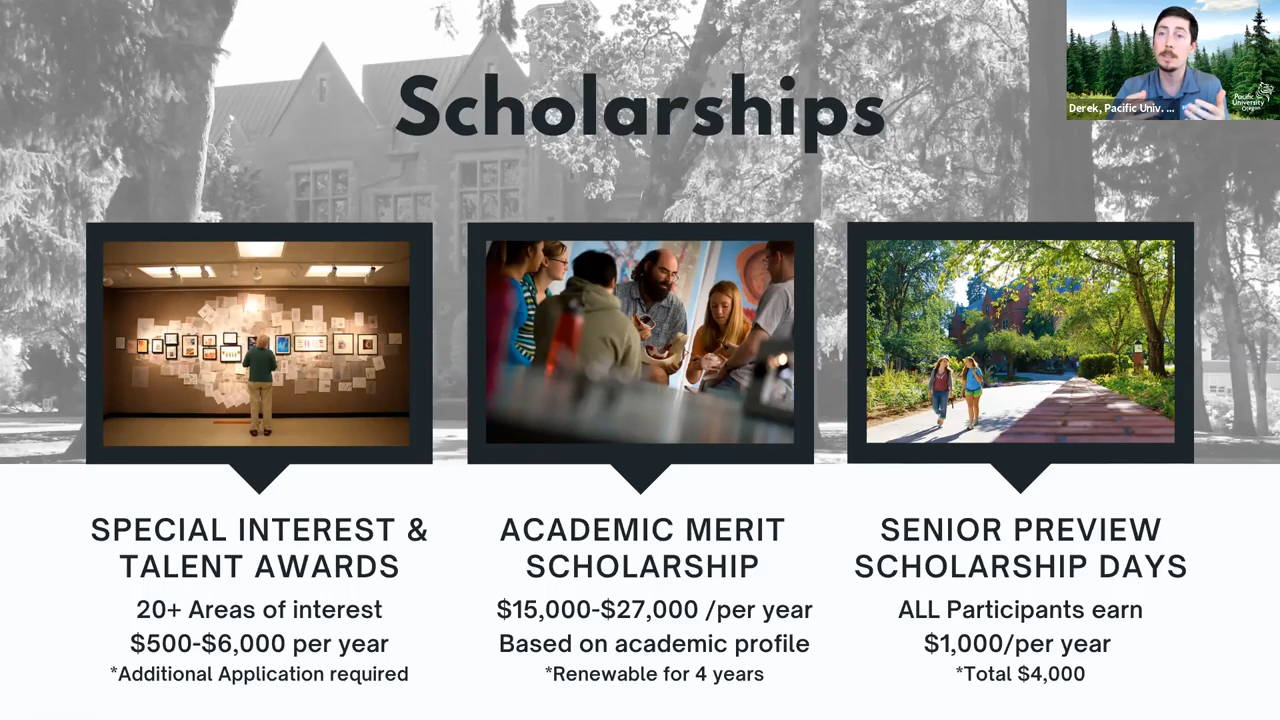 Scholarships
Derek, Pacific Univ. ...
Pacific
University
Oregon
SPECIAL INTEREST &
TALENT AWARDS
20+ Areas of interest
$500-$6,000 per year
*Additional Application required
ACADEMIC MERIT
SCHOLARSHIP
$15,000-$27,000 /per year
Based on academic profile
*Renewable for 4 years
SENIOR PREVIEW
SCHOLARSHIP DAYS
ALL Participants earn
$1,000/per year
*Total $4,000